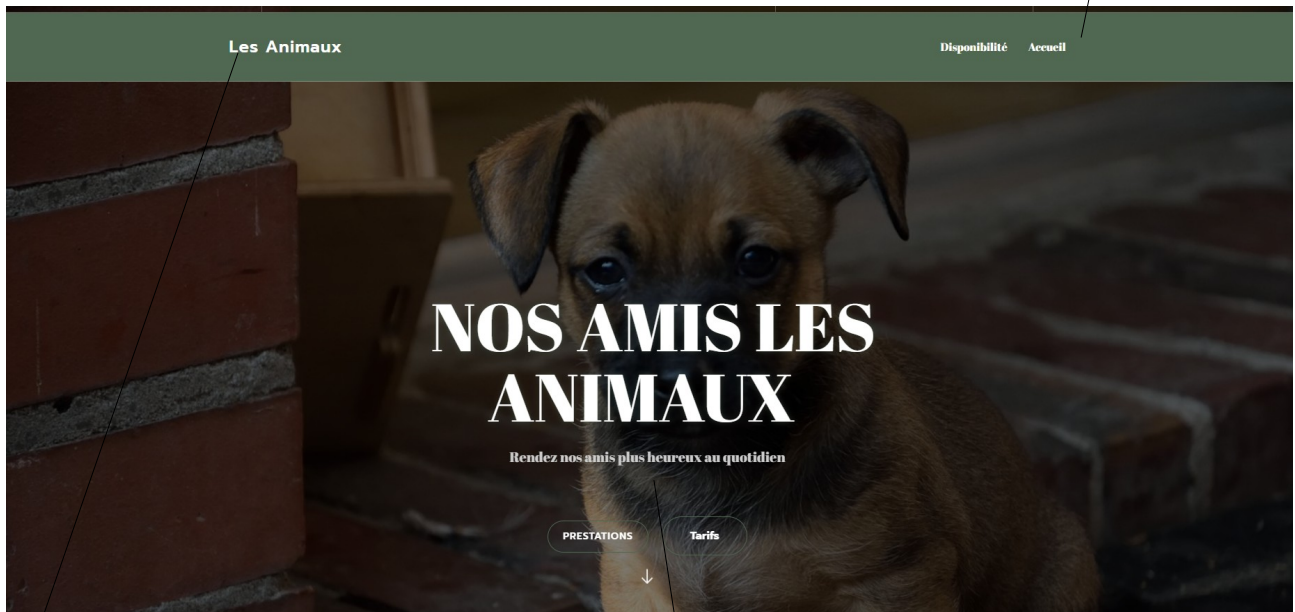 Les Animaux
Disponibilité Accueil
NOS AMIS LES
ANIMAUX
Rendez nos amis plus heureux au quotidien
PRESTATIONS Tarifs